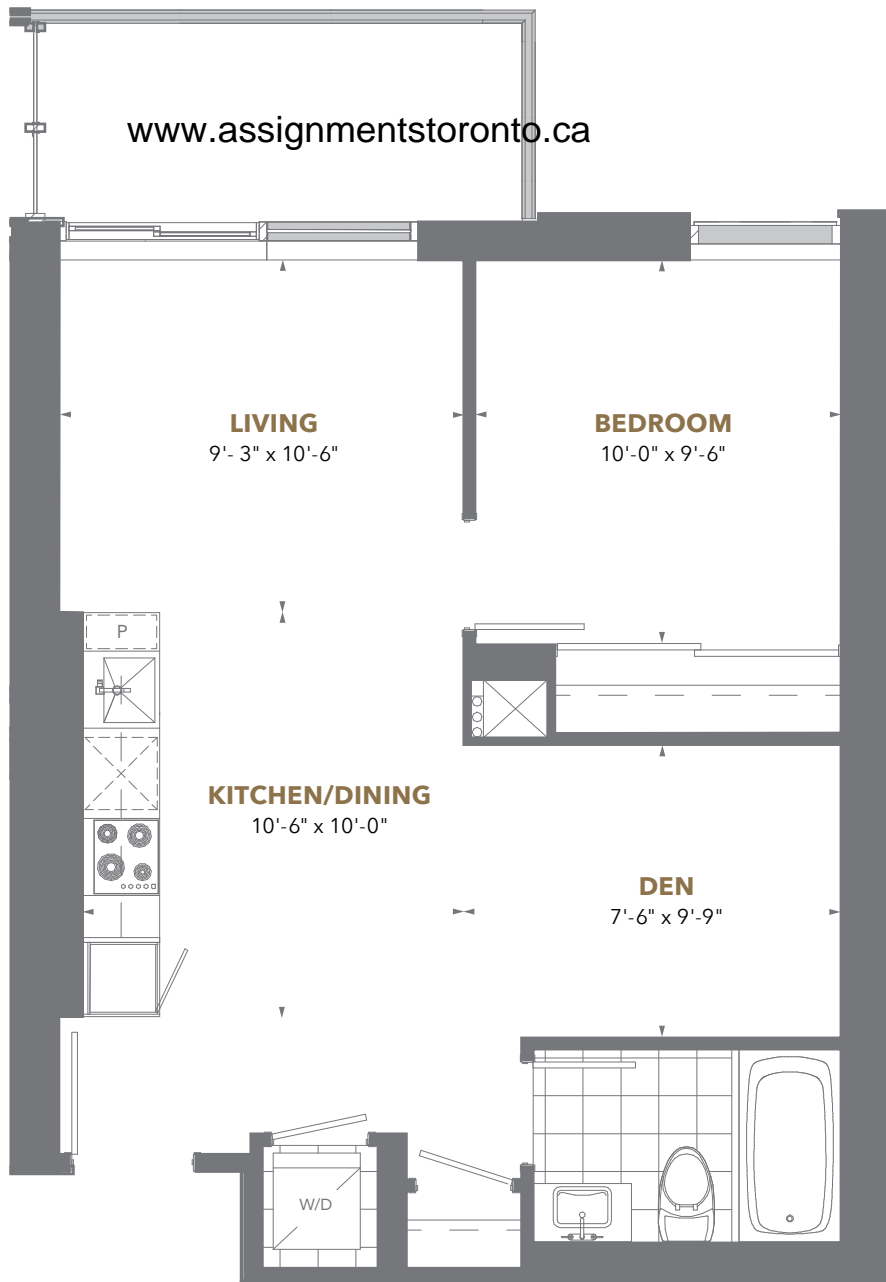 www.assignmentstoronto.ca
LIVING
9'- 3" x 10'-6"
BEDROOM
10'-0" x 9'-6"
P
KITCHEN/DINING
10'-6" x 10'-0"
DEN
7'-6" x 9'-9"
W/D